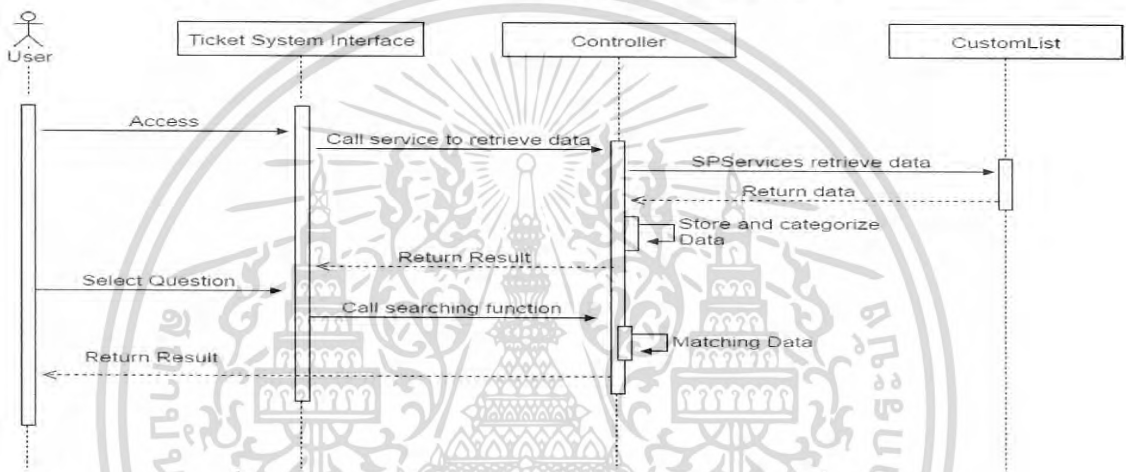 User
Ticket System Interface
Controller
CustomList
Access
Call service to retrieve data
SPServices retrieve data
Return data
Store and categorize
Data
Return Result
Select Question
Call searching function
Matching Data
Return Result